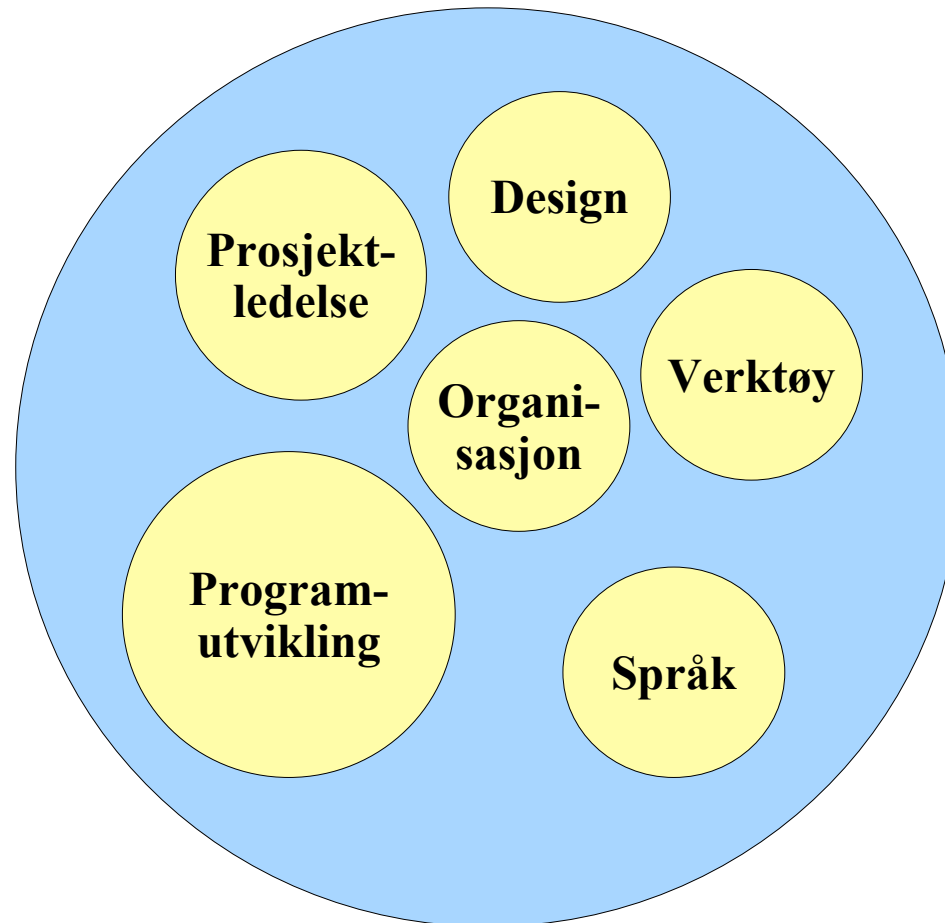 Design
Prosjekt-
ledelse
Verktøy
Organi-
sasjon
Program-
utvikling
Språk